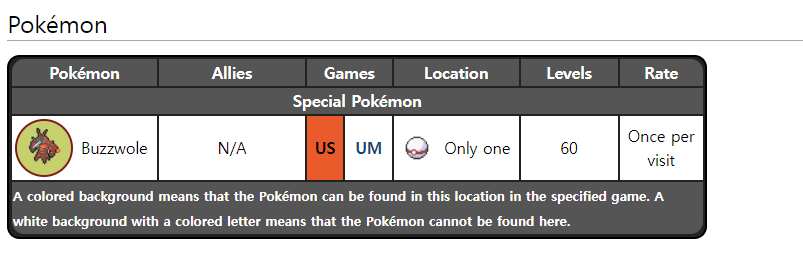 Pokémon
Pokémon Allies Games Location Levels Rate
Special Pokémon
Buzzwole N/A US UM Only one 60 Once per visit
A colored background means that the Pokémon can be found in this location in the specified game. A
white background with a colored letter means that the Pokémon cannot be found here.